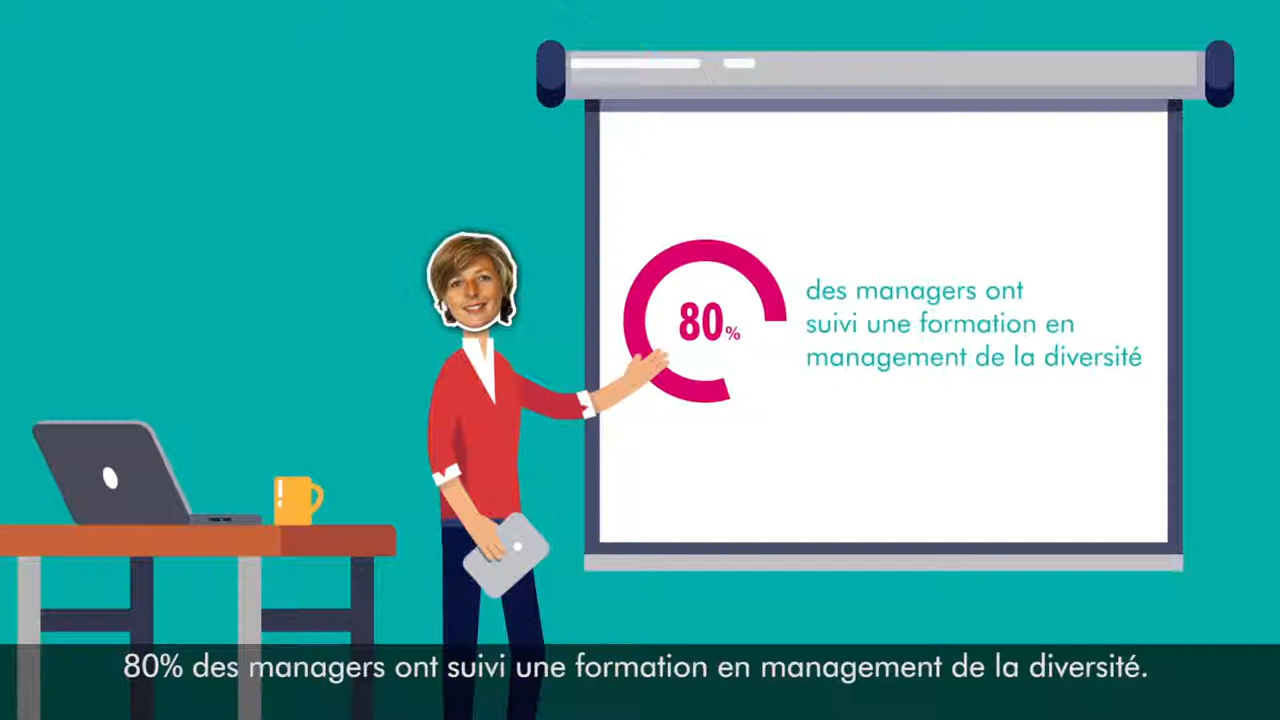 80%
des managers ont
suivi une formation en
management de la diversité
80% des managers ont suivi une formation en management de la diversité.